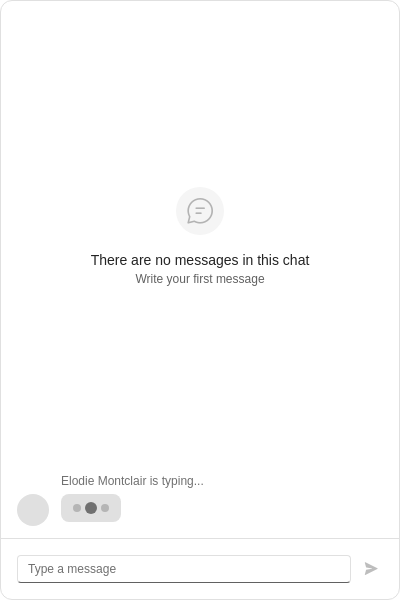 There are no messages in this chat
Write your first message
Elodie Montclair is typing...
Type a message